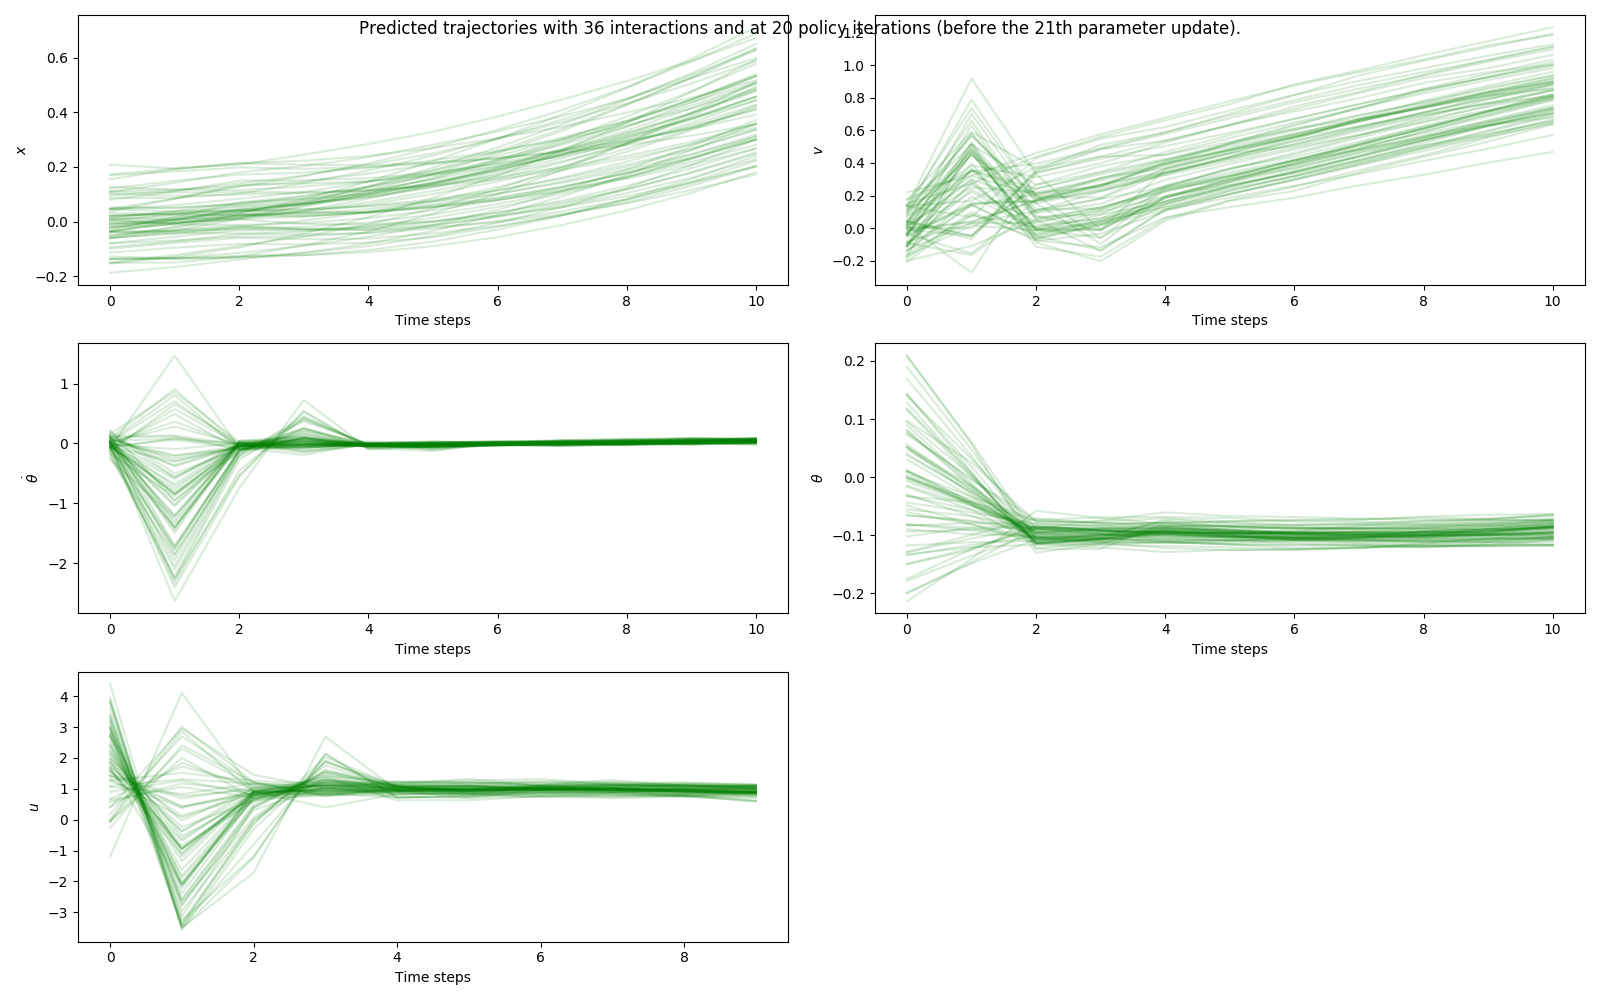 Predicted trajectories with 36 interactions and at 20 policy iterations (before the 21th parameter update).
0.6
0.4
0.2
0.0
−0.2
x
0 2 4 6 8 10
Time steps
1.2
1.0
0.8
0.6
0.4
0.2
0.0
−0.2
v
0 2 4 6 8 10
Time steps
1
0
−1
−2
θ̇
0 2 4 6 8 10
Time steps
0.2
0.1
0.0
−0.1
−0.2
θ
0 2 4 6 8 10
Time steps
4
3
2
1
0
−1
−2
−3
u
0 2 4 6 8
Time steps